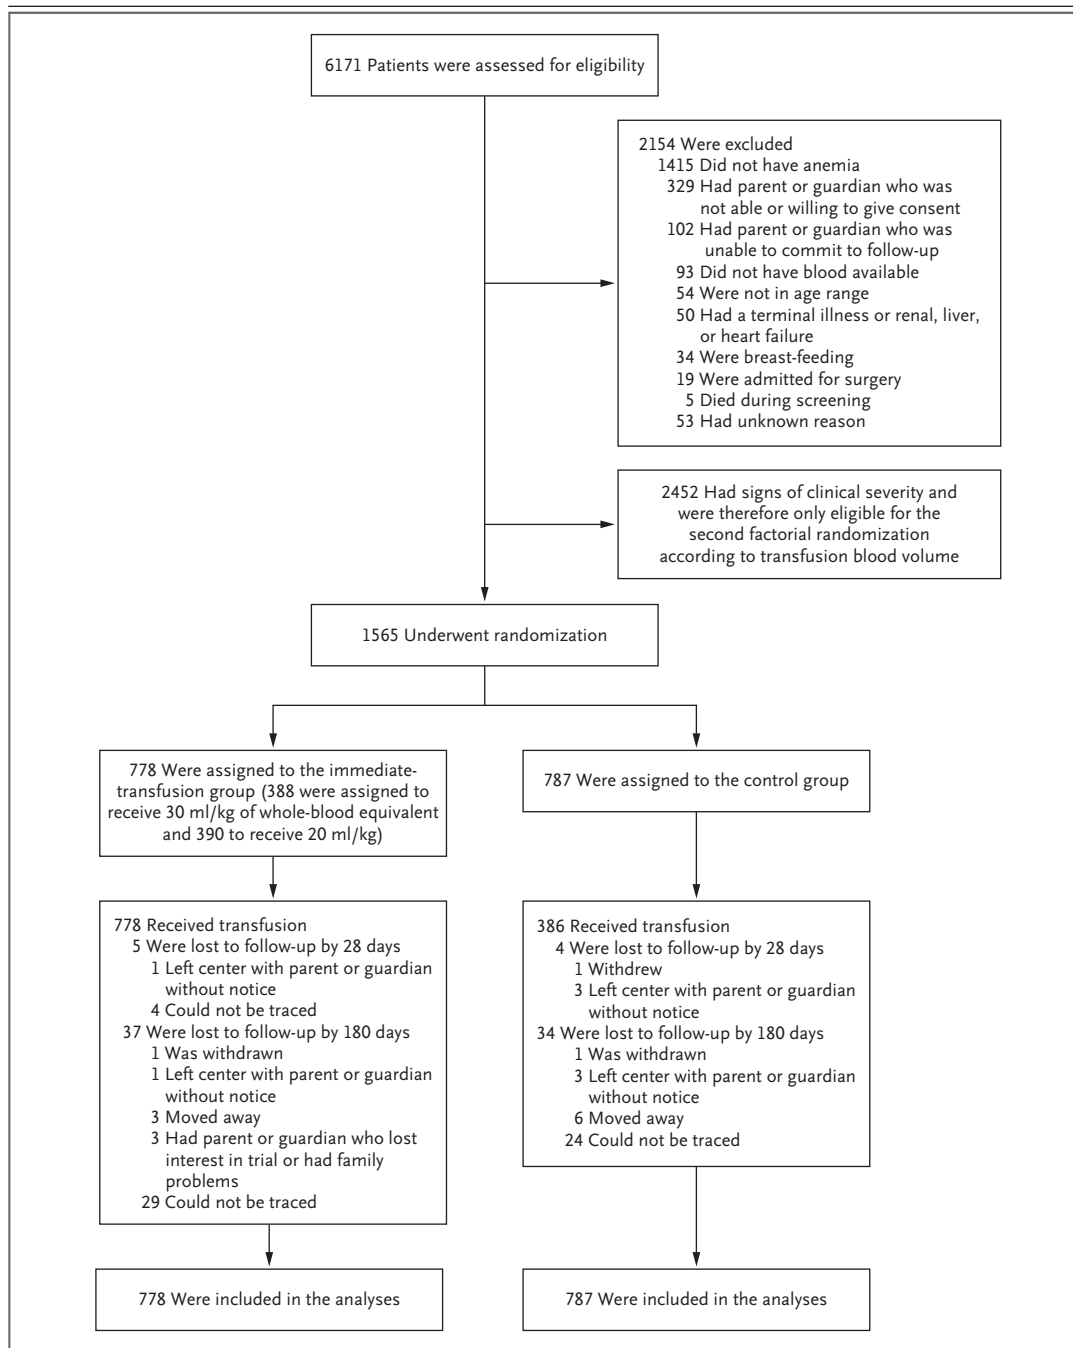 6171 Patients were assessed for eligibility
2154 Were excluded
1415 Did not have anemia
329 Had parent or guardian who was
not able or willing to give consent
102 Had parent or guardian who was
unable to commit to follow-up
93 Did not have blood available
54 Were not in age range
50 Had a terminal illness or renal, liver,
or heart failure
34 Were breast-feeding
19 Were admitted for surgery
5 Died during screening
53 Had unknown reason
2452 Had signs of clinical severity and
were therefore only eligible for the
second factorial randomization
according to transfusion blood volume
1565 Underwent randomization
778 Were assigned to the immediate-
transfusion group (388 were assigned to
receive 30 ml/kg of whole-blood equivalent
and 390 to receive 20 ml/kg)
787 Were assigned to the control group
778 Received transfusion
5 Were lost to follow-up by 28 days
1 Left center with parent or guardian
without notice
4 Could not be traced
37 Were lost to follow-up by 180 days
1 Was withdrawn
1 Left center with parent or guardian
without notice
3 Moved away
3 Had parent or guardian who lost
interest in trial or had family
problems
29 Could not be traced
386 Received transfusion
4 Were lost to follow-up by 28 days
1 Withdrew
3 Left center with parent or guardian
without notice
34 Were lost to follow-up by 180 days
1 Was withdrawn
3 Left center with parent or guardian
without notice
6 Moved away
24 Could not be traced
778 Were included in the analyses
787 Were included in the analyses